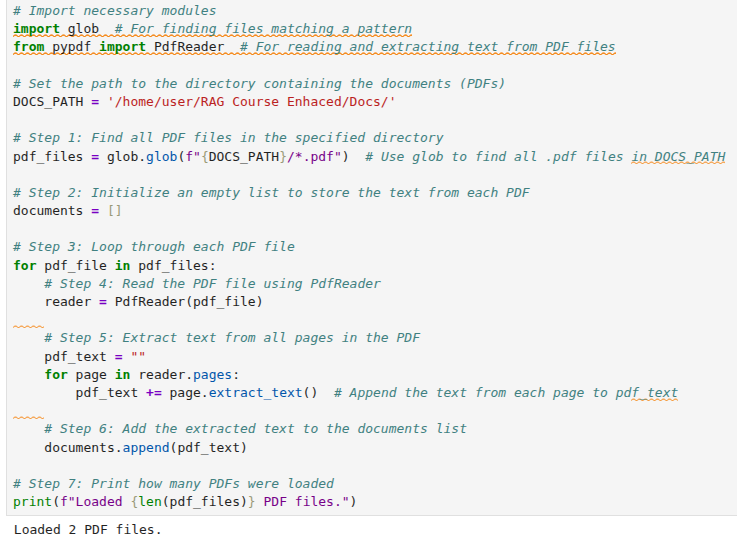 # Import necessary modules
import glob  # For finding files matching a pattern
from pypdf import PdfReader  # For reading and extracting text from PDF files
# Set the path to the directory containing the documents (PDFs)
DOCS_PATH = '/home/user/RAG Course Enhaced/Docs/'
# Step 1: Find all PDF files in the specified directory
pdf_files = glob.glob(f"{DOCS_PATH}/*.pdf")  # Use glob to find all .pdf files in DOCS_PATH
# Step 2: Initialize an empty list to store the text from each PDF
documents = []
# Step 3: Loop through each PDF file
for pdf_file in pdf_files:
    # Step 4: Read the PDF file using PdfReader
    reader = PdfReader(pdf_file)
    # Step 5: Extract text from all pages in the PDF
    pdf_text = ""
    for page in reader.pages:
        pdf_text += page.extract_text()  # Append the text from each page to pdf_text
    # Step 6: Add the extracted text to the documents list
    documents.append(pdf_text)
# Step 7: Print how many PDFs were loaded
print(f"Loaded {len(pdf_files)} PDF files.")
Loaded 2 PDF files.